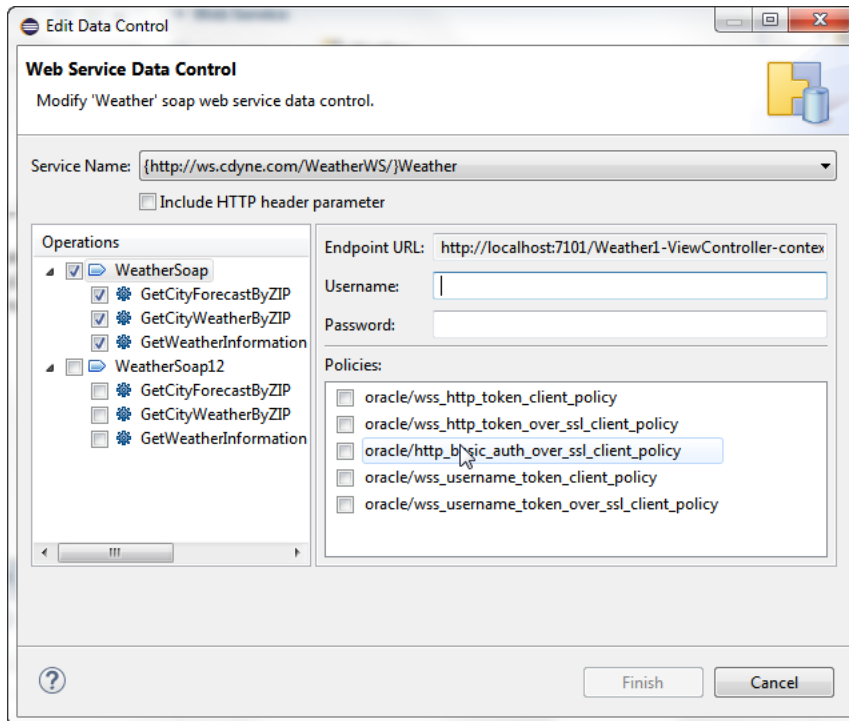 Edit Data Control
Web Service Data Control
Modify 'Weather' soap web service data control.
Service Name: {http://ws.cdyne.com/WeatherWS/}Weather
Include HTTP header parameter
Operations
WeatherSoap
GetCityForecastByZIP
GetCityWeatherByZIP
GetWeatherInformation
WeatherSoap12
GetCityForecastByZIP
GetCityWeatherByZIP
GetWeatherInformation
Endpoint URL: http://localhost:7101/Weather1-ViewController-contex
Username:
Password:
Policies:
oracle/wss_http_token_client_policy
oracle/wss_http_token_over_ssl_client_policy
oracle/http_basic_auth_over_ssl_client_policy
oracle/wss_username_token_client_policy
oracle/wss_username_token_over_ssl_client_policy
Finish
Cancel